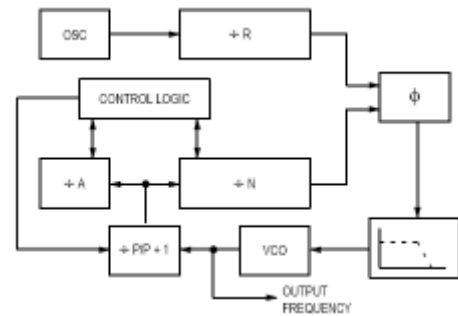 OSC
÷ R
CONTROL LOGIC
ϕ
÷ A
÷ N
÷ P/P + 1
VCO
OUTPUT
FREQUENCY